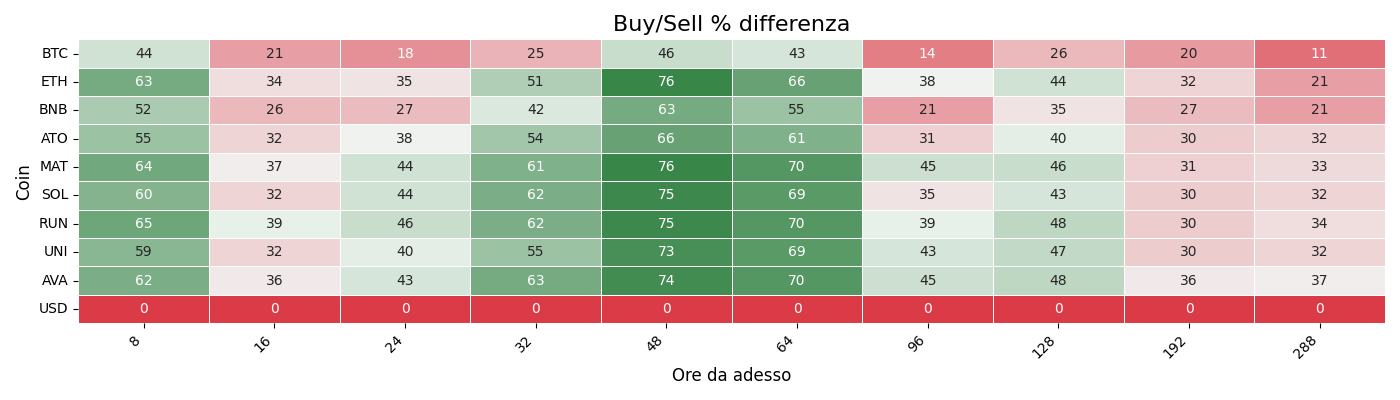 Buy/Sell % differenza
Coin
BTC 44 21 18 25 46 43 14 26 20 11
ETH 63 34 35 51 76 66 38 44 32 21
BNB 52 26 27 42 63 55 21 35 27 21
ATO 55 32 38 54 66 61 31 40 30 32
MAT 64 37 44 61 76 70 45 46 31 33
SOL 60 32 44 62 75 69 35 43 30 32
RUN 65 39 46 62 75 70 39 48 30 34
UNI 59 32 40 55 73 69 43 47 30 32
AVA 62 36 43 63 74 70 45 48 36 37
USD 0 0 0 0 0 0 0 0 0 0
8 16 24 32 48 64 96 128 192 288
Ore da adesso